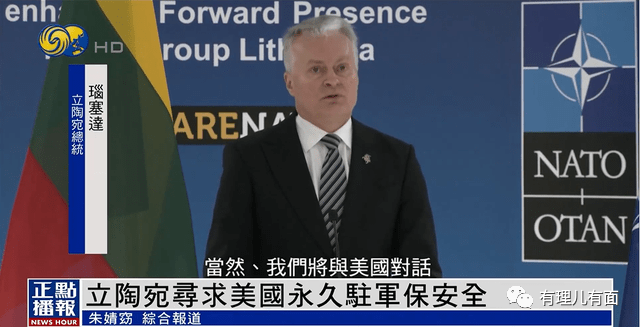 enha    Forward Presence
Group Lith a
ARENA
HD
瑙塞達
立陶宛總統
NATO
OTAN
當然、我們將與美國對話
正點
播報
NEWS HOUR
立陶宛尋求美國永久駐軍保安全
朱婧窈 綜合報道
有理儿有面